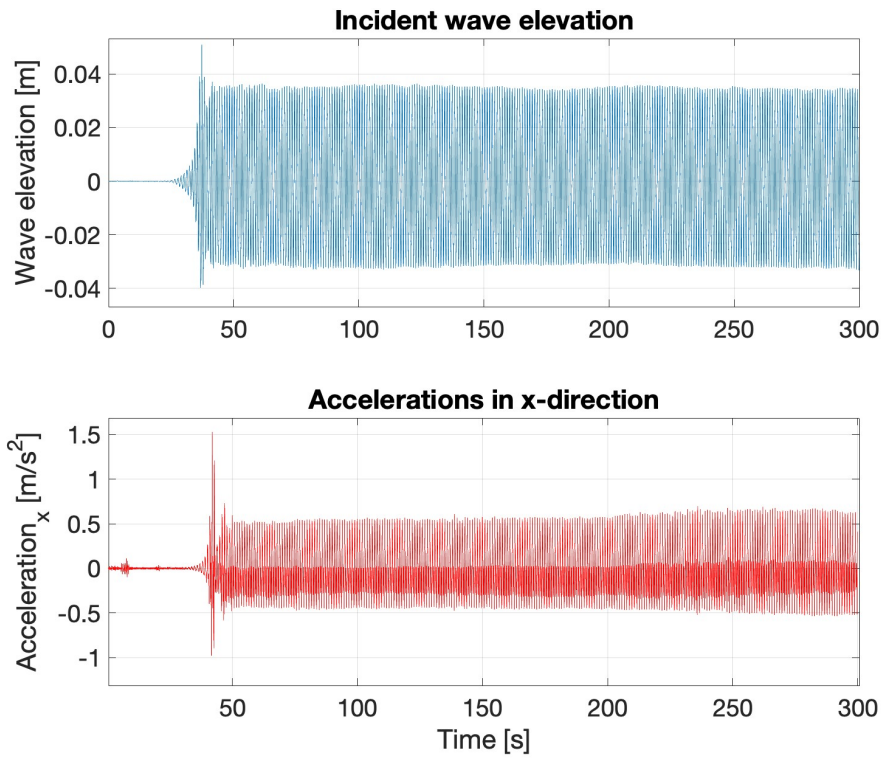 Incident wave elevation
Wave elevation [m]
0.04
0.02
0
-0.02
-0.04
0 50 100 150 200 250 300
Accelerations in x-direction
Acceleration_x [m/s^2]
1.5
1
0.5
0
-0.5
-1
50 100 150 200 250 300
Time [s]